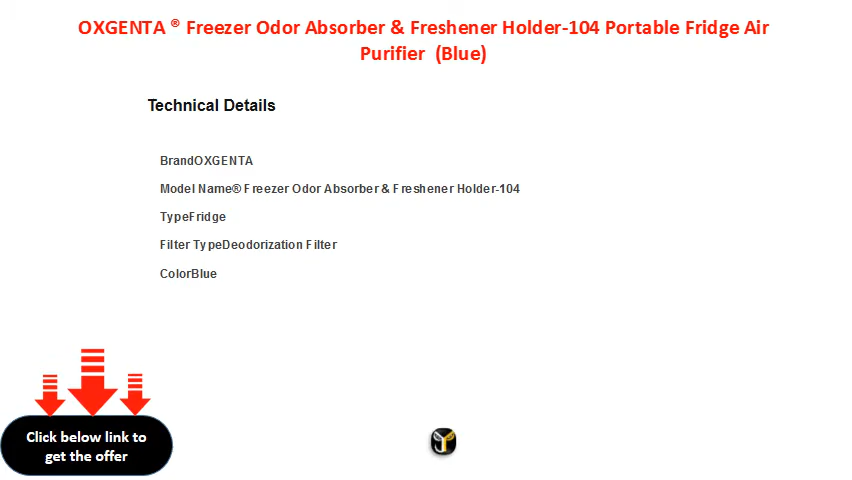 OXGENTA ® Freezer Odor Absorber & Freshener Holder-104 Portable Fridge Air
Purifier (Blue)
Technical Details
BrandOXGENTA
Model Name® Freezer Odor Absorber & Freshener Holder-104
TypeFridge
Filter TypeDeodorization Filter
ColorBlue
Click below link to
get the offer